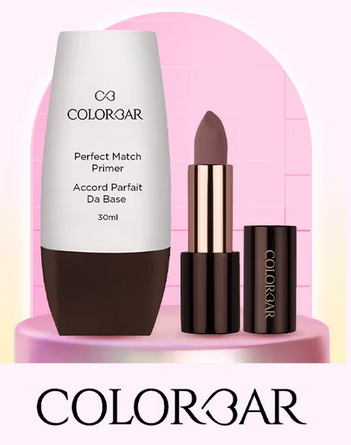 COLORBAR
Perfect Match
Primer
Accord Parfait
Da Base
30ml
COLORBAR
COLORBAR